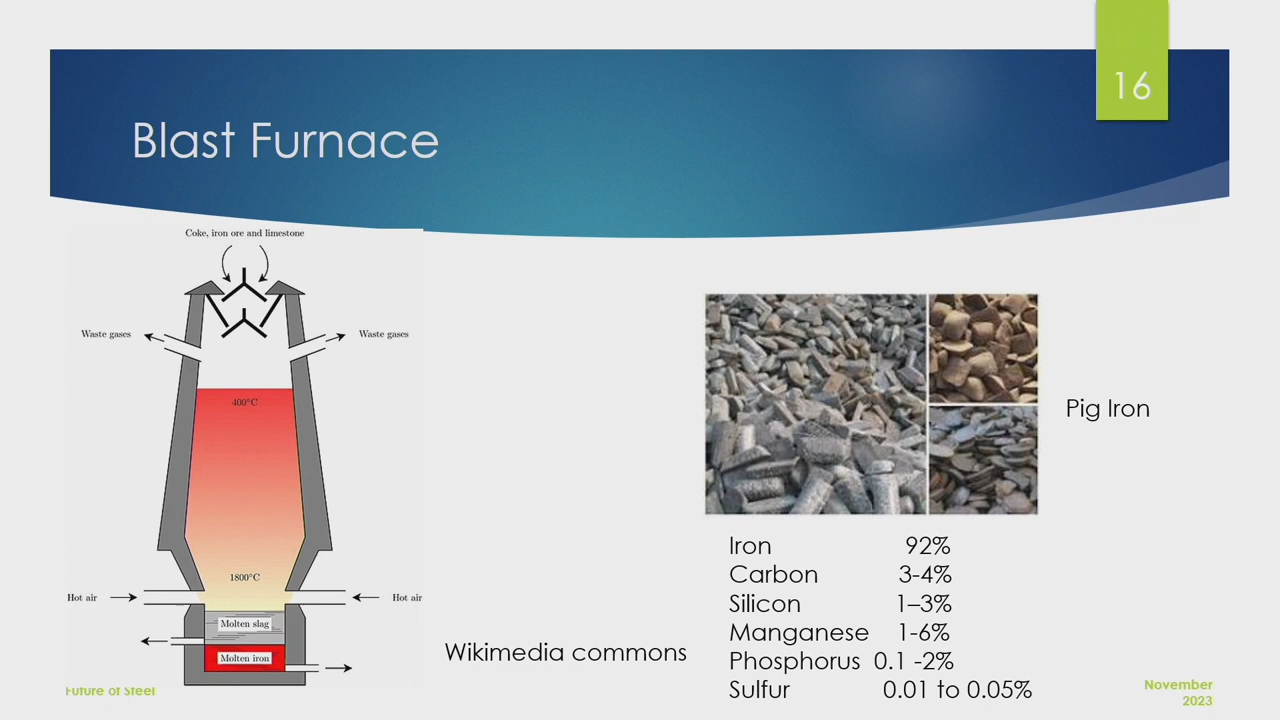 16
Blast Furnace
Coke, iron ore and limestone
Waste gases
Waste gases
400°C
1800°C
Hot air
Hot air
Molten slag
Molten iron
Wikimedia commons
Pig Iron
Iron 92%
Carbon 3-4%
Silicon 1–3%
Manganese 1-6%
Phosphorus 0.1 -2%
Sulfur 0.01 to 0.05%
Future of Steel
November
2023